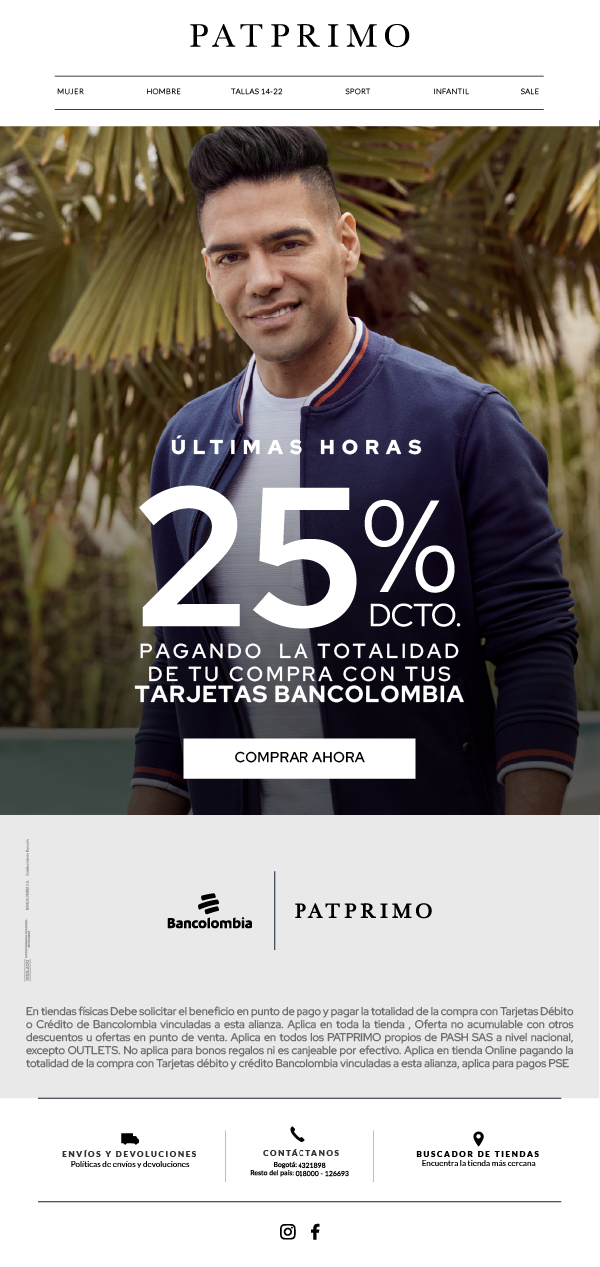 PATPRIMO
MUJER HOMBRE TALLAS 14-22 SPORT INFANTIL SALE
ÚLTIMAS HORAS
25%
DCTO.
PAGANDO LA TOTALIDAD
DE TU COMPRA CON TUS
TARJETAS BANCOLOMBIA
COMPRAR AHORA
VIGILADO
Bancolombia
PATPRIMO
En tiendas físicas Debe solicitar el beneficio en punto de pago y pagar la totalidad de la compra con Tarjetas Débito
o Crédito de Bancolombia vinculadas a esta alianza. Aplica en toda la tienda , Oferta no acumulable con otros
descuentos u ofertas en punto de venta. Aplica en todos los PATPRIMO propios de PASH SAS a nivel nacional,
excepto OUTLETS. No aplica para bonos regalos ni es canjeable por efectivo. Aplica en tienda Online pagando la
totalidad de la compra con Tarjetas débito y crédito Bancolombia vinculadas a esta alianza, aplica para pagos PSE
ENVÍOS Y DEVOLUCIONES
Políticas de envíos y devoluciones
CONTÁCTANOS
Bogotá: 4321898
Resto del país: 018000 - 126693
BUSCADOR DE TIENDAS
Encuentra la tienda más cercana